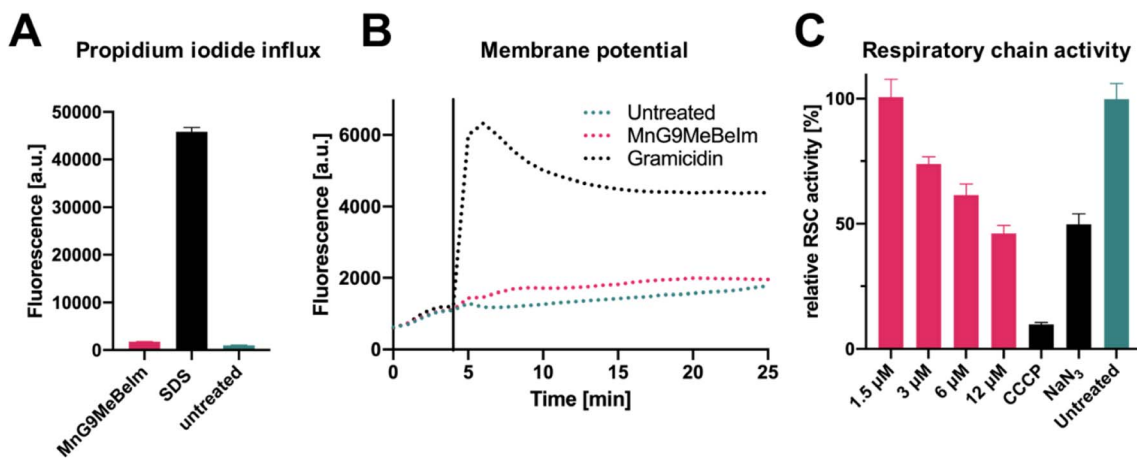 A
Propidium iodide influx
Fluorescence [a.u.]
50000
40000
30000
20000
10000
0
MnG9MeBeIm
SDS
untreated
B
Membrane potential
Fluorescence [a.u.]
6000
4000
2000
0
Untreated
MnG9MeBeIm
Gramicidin
0
5
10
15
20
25
Time [min]
C
Respiratory chain activity
relative RSC activity [%]
100
50
0
1.5 µM
3 µM
6 µM
12 µM
CCCP
NaN₃
Untreated